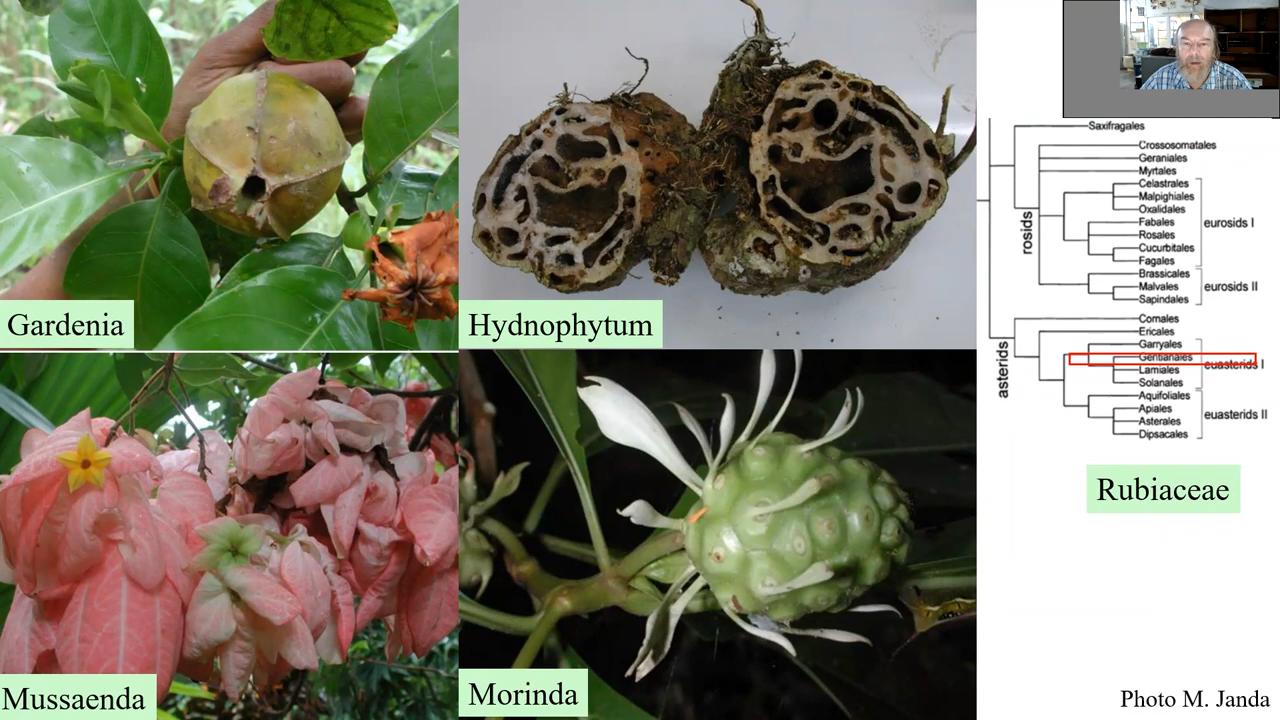 Gardenia
Hydnophytum
Mussaenda
Morinda
Saxifragales
Crossosomatales
Geraniales
Myrtales
Celastrales
Malpighiales
Oxalidales
Fabales
Rosales
Cucurbitales
Fagales
Brassicales
Malvales
Sapindales
rosids
eurosids I
eurosids II
Cornales
Ericales
Garryales
Gentianales
Lamiales
Solanales
Aquifoliales
Apiales
Asterales
Dipsacales
asterids
euasterids I
euasterids II
Rubiaceae
Photo M. Janda